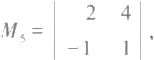 M₅ = | 2 4 |
| −1 1 | ,